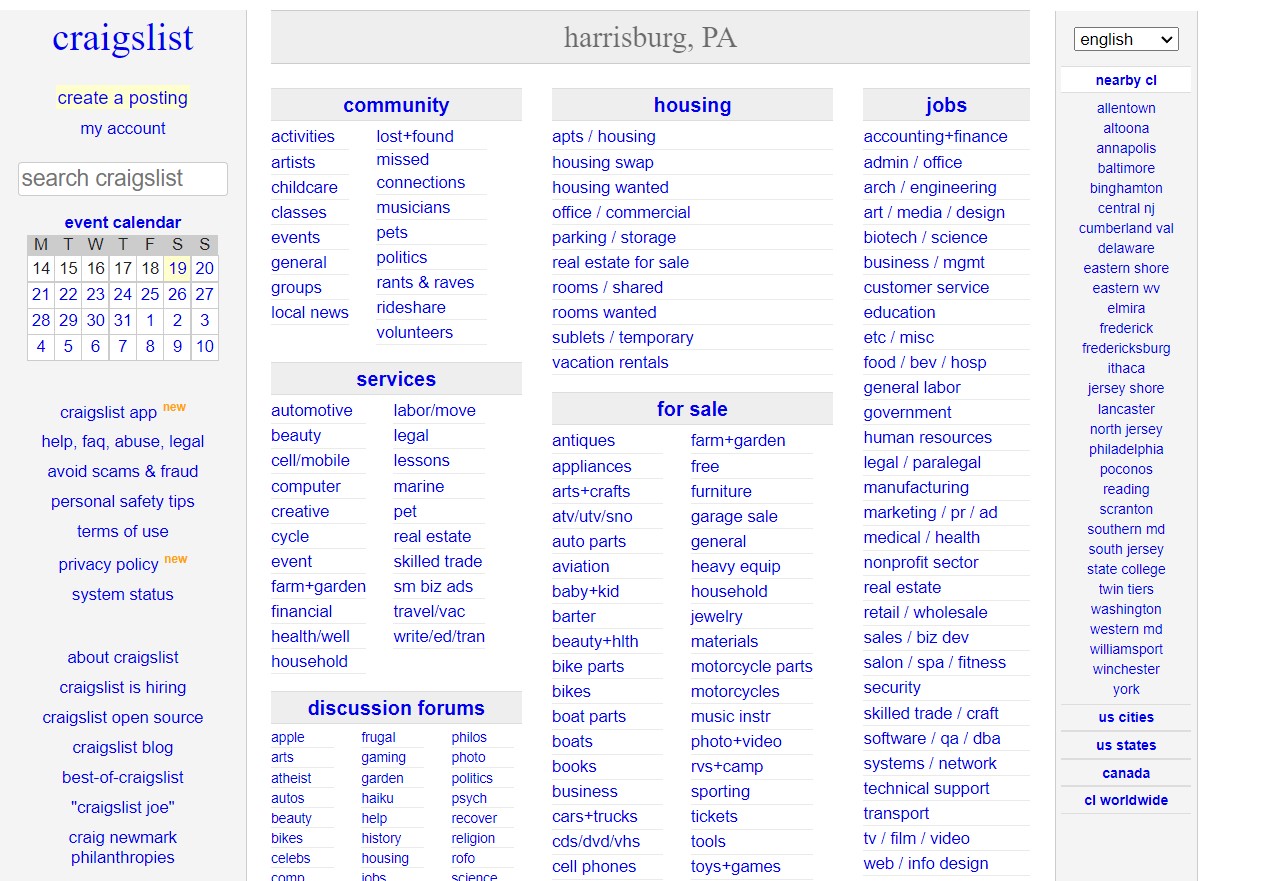 craigslist
create a posting
my account
search craigslist
event calendar
M T W T F S S
14 15 16 17 18 19 20
21 22 23 24 25 26 27
28 29 30 31 1 2 3
4 5 6 7 8 9 10
craigslist app new
help, faq, abuse, legal
avoid scams & fraud
personal safety tips
terms of use
privacy policy new
system status
about craigslist
craigslist is hiring
craigslist open source
craigslist blog
best-of-craigslist
"craigslist joe"
craig newmark
philanthropies
harrisburg, PA
community
activities
artists
childcare
classes
events
general
groups
local news
lost+found
missed
connections
musicians
pets
politics
rants & raves
rideshare
volunteers
services
automotive
beauty
cell/mobile
computer
creative
cycle
event
farm+garden
financial
health/well
household
labor/move
legal
lessons
marine
pet
real estate
skilled trade
sm biz ads
travel/vac
write/ed/tran
discussion forums
apple
arts
atheist
autos
beauty
bikes
celebs
comp
frugal
gaming
garden
haiku
help
history
housing
jobs
philos
photo
politics
psych
recover
religion
rofo
science
housing
apts / housing
housing swap
housing wanted
office / commercial
parking / storage
real estate for sale
rooms / shared
rooms wanted
sublets / temporary
vacation rentals
for sale
antiques
appliances
arts+crafts
atv/utv/sno
auto parts
aviation
baby+kid
barter
beauty+hlth
bike parts
bikes
boat parts
boats
books
business
cars+trucks
cds/dvd/vhs
cell phones
farm+garden
free
furniture
garage sale
general
heavy equip
household
jewelry
materials
motorcycle parts
motorcycles
music instr
photo+video
rvs+camp
sporting
tickets
tools
toys+games
jobs
accounting+finance
admin / office
arch / engineering
art / media / design
biotech / science
business / mgmt
customer service
education
etc / misc
food / bev / hosp
general labor
government
human resources
legal / paralegal
manufacturing
marketing / pr / ad
medical / health
nonprofit sector
real estate
retail / wholesale
sales / biz dev
salon / spa / fitness
security
skilled trade / craft
software / qa / dba
systems / network
technical support
transport
tv / film / video
web / info design
english
nearby cl
allentown
altoona
annapolis
baltimore
binghamton
central nj
cumberland val
delaware
eastern shore
eastern wv
elmira
frederick
fredericksburg
ithaca
jersey shore
lancaster
north jersey
philadelphia
poconos
reading
scranton
southern md
south jersey
state college
twin tiers
washington
western md
williamsport
winchester
york
us cities
us states
canada
cl worldwide